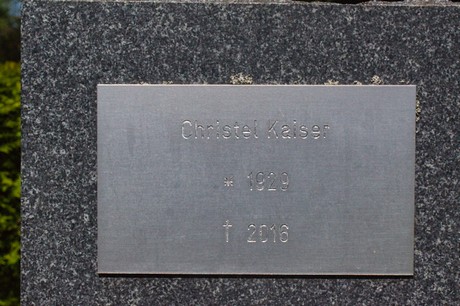 Christel Kaiser
* 1929
† 2016